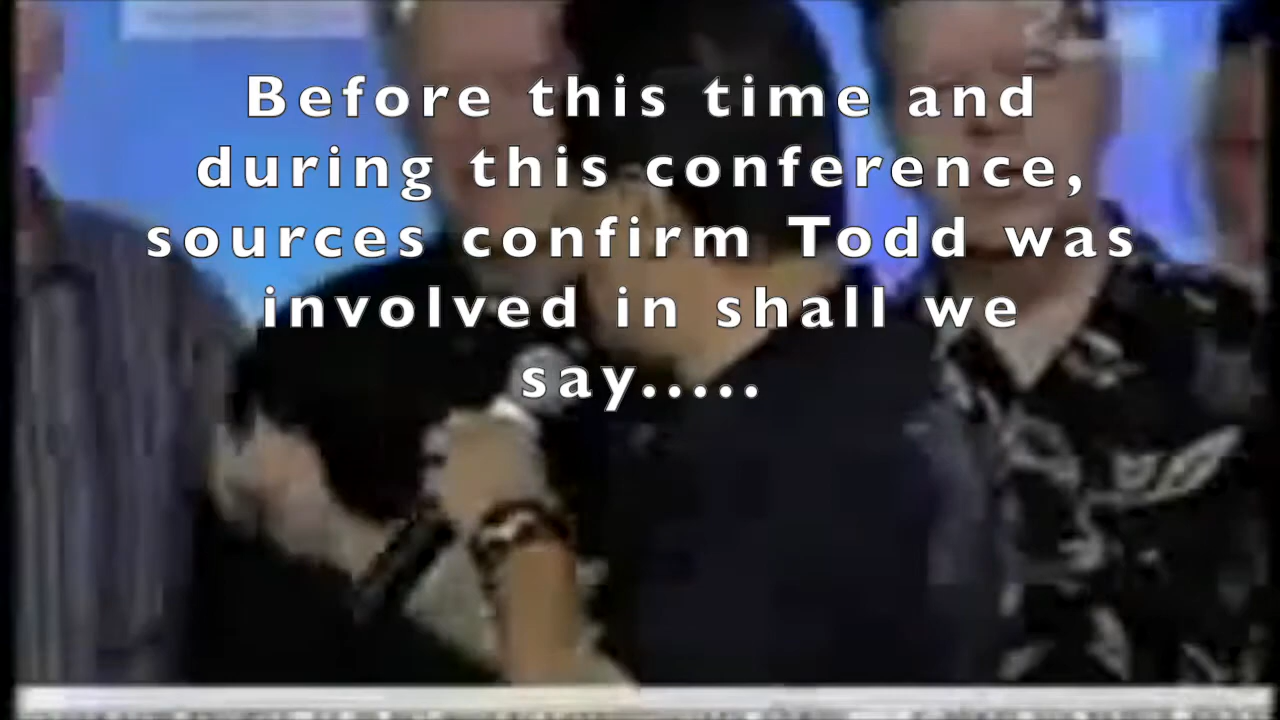 Before this time and
during this conference,
sources confirm Todd was
involved in shall we
say.....